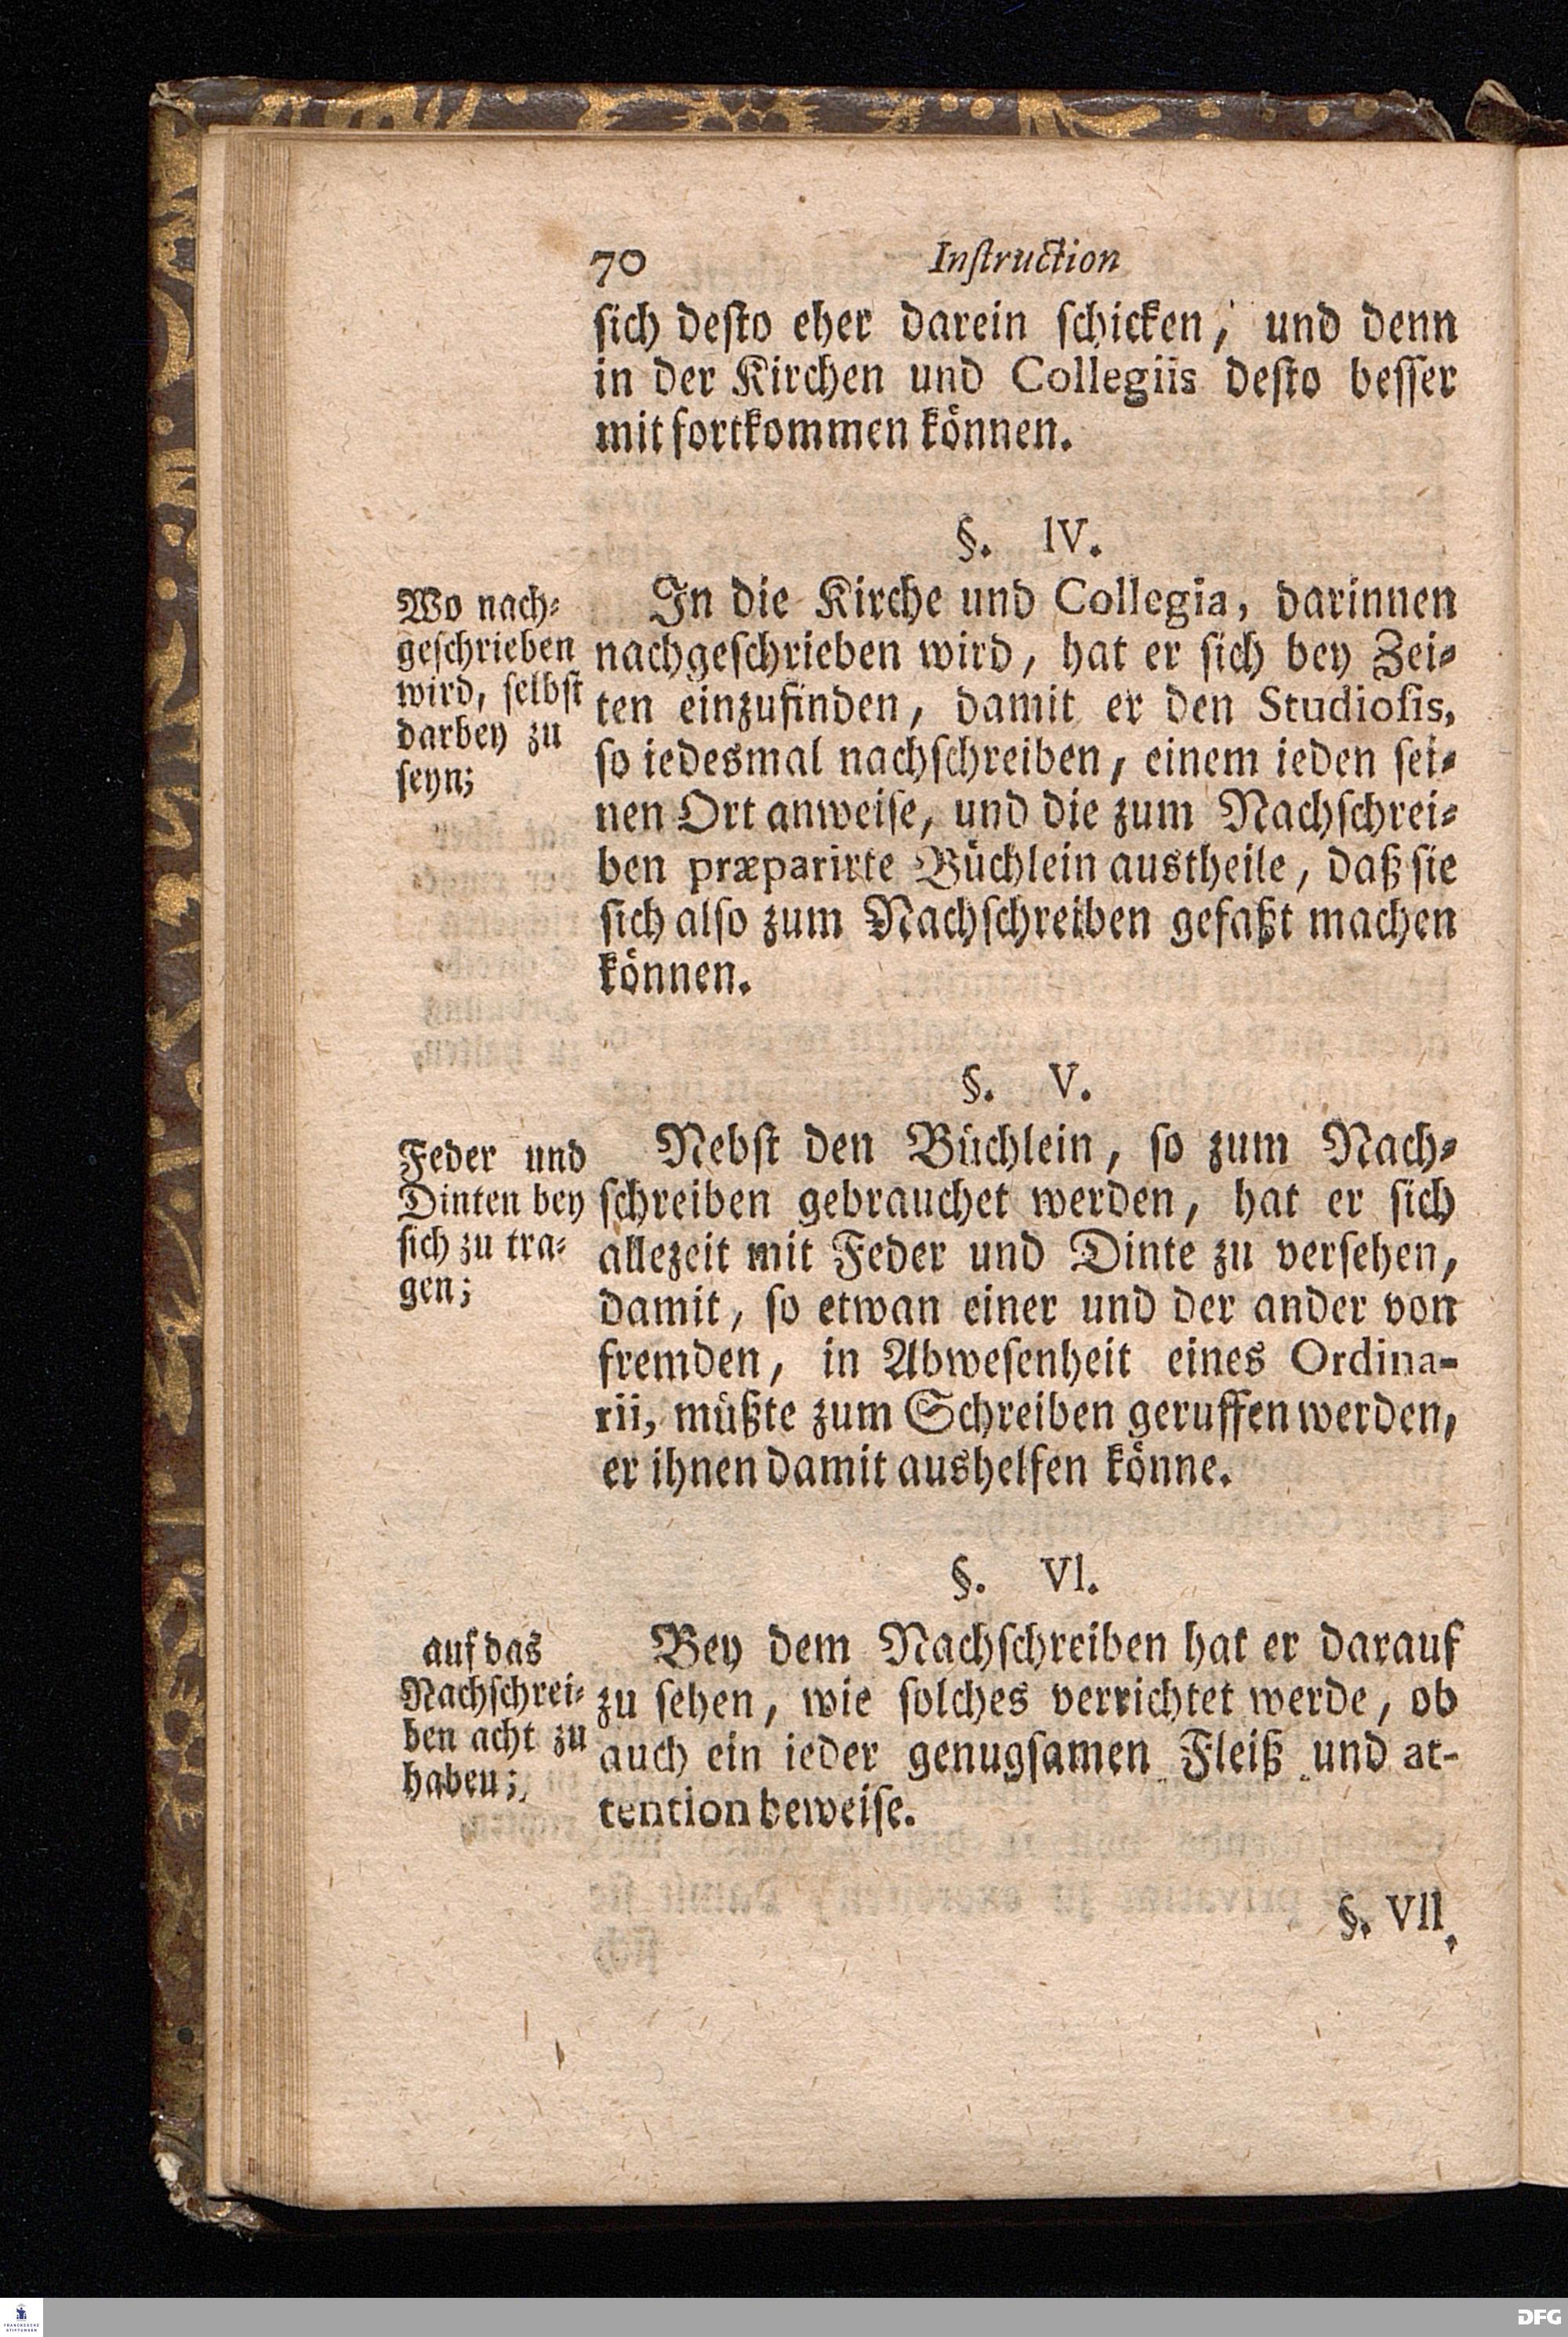 70 Instruction
sich desto eher darein schicken, und denn
in der Kirchen und Collegiis desto besser
mit fortkommen können.
§. IV.
Wo nach⸗
geschrieben
wird, selbst
darbey zu
seyn;
In die Kirche und Collegia, darinnen
nachgeschrieben wird, hat er sich bey Zei⸗
ten einzufinden, damit er den Studiosis,
so iedesmal nachschreiben, einem ieden sei⸗
nen Ort anweise, und die zum Nachschrei⸗
ben præparirte Büchlein austheile, daß sie
sich also zum Nachschreiben gefaßt machen
können.
§. V.
Feder und
Dinten bey
sich zu tra⸗
gen;
Nebst den Büchlein, so zum Nach⸗
schreiben gebrauchet werden, hat er sich
allezeit mit Feder und Dinte zu versehen,
damit, so etwan einer und der ander von
fremden, in Abwesenheit eines Ordina-
rii, müßte zum Schreiben geruffen werden,
er ihnen damit aushelfen könne.
§. VI.
auf das
Nachschrei⸗
ben acht zu
haben;
Bey dem Nachschreiben hat er darauf
zu sehen, wie solches verrichtet werde, ob
auch ein ieder genugsamen Fleiß und at-
tention beweise.
§. VII.
FRANCKESCHE
STIFTUNGEN
DFG